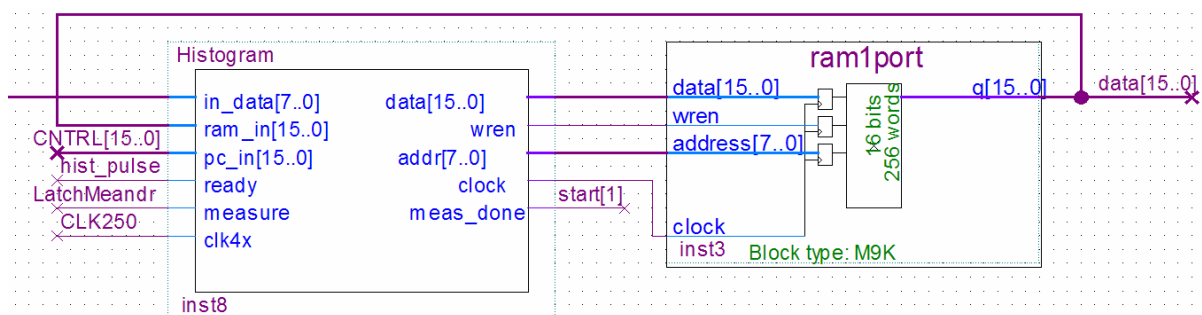 Histogram
in_data[7..0]
ram_in[15..0]
pc_in[15..0]
ready
measure
clk4x
data[15..0]
wren
addr[7..0]
clock
meas_done
inst8
CNTRL[15..0]
hist_pulse
LatchMeandr
CLK250
start[1]
ram1port
data[15..0]
wren
address[7..0]
clock
inst3
16 bits
256 words
Block type: M9K
q[15..0]
data[15..0]